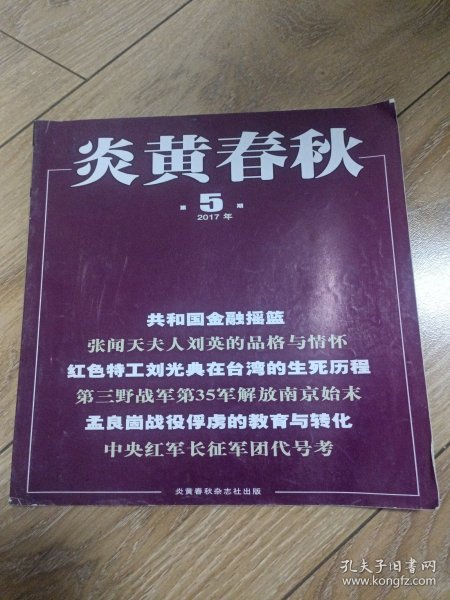 炎黄春秋
第 5 期
2017 年
共和国金融摇篮
张闻天夫人刘英的品格与情怀
红色特工刘光典在台湾的生死历程
第三野战军第35军解放南京始末
孟良崮战役俘虏的教育与转化
中央红军长征军团代号考
炎黄春秋杂志社出版
孔夫子旧书网
www.kongfz.com